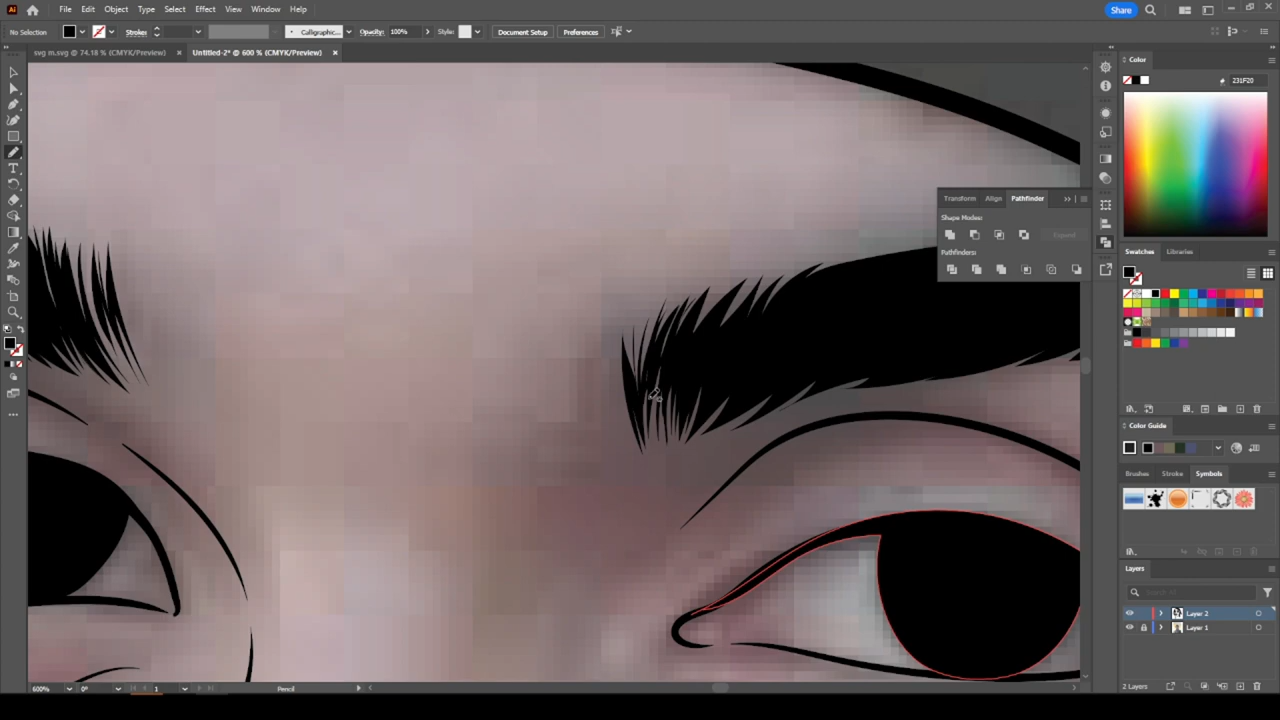 Ai File Edit Object Type Select Effect View Window Help Share
No Selection Stroke: Calligraphic... Opacity: 100% Style: Document Setup Preferences
svg m.svg @ 74.18 % (CMYK/Preview) × Untitled-2* @ 600 % (CMYK/Preview) ×
Color
231F20
Transform Align Pathfinder
Shape Modes:
Expand
Pathfinders:
Swatches Libraries
Color Guide
Brushes Stroke Symbols
Layers
Layer 2
Layer 1
600% 0° 1 Pencil
2 Layers